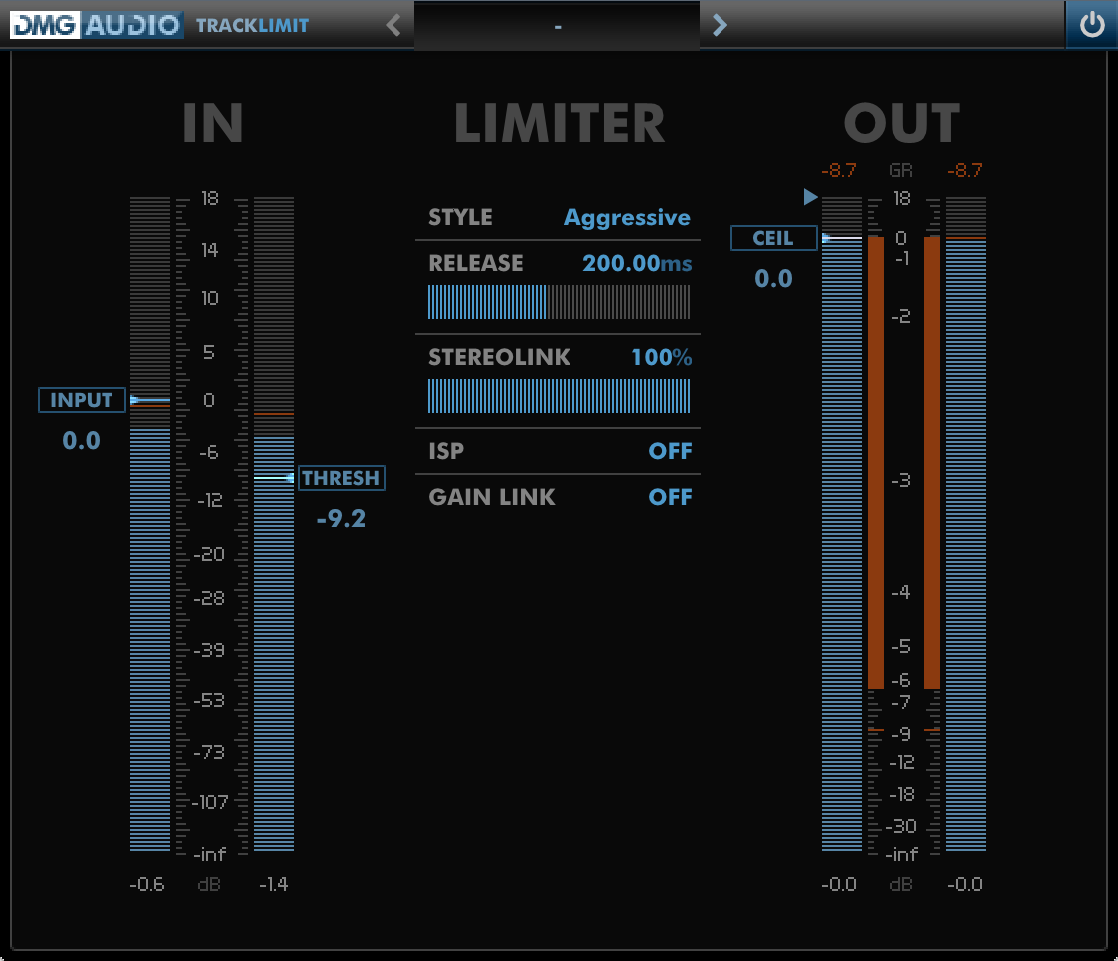 DMG AUDIO TRACKLIMIT
-
IN
LIMITER
OUT
-8.7 GR -8.7
18
14
10
5
0
-6
-12
-20
-28
-39
-53
-73
-107
-inf
-0.6 dB -1.4
INPUT
0.0
THRESH
-9.2
STYLE Aggressive
RELEASE 200.00ms
STEREOLINK 100%
ISP OFF
GAIN LINK OFF
CEIL
0.0
18
0
-1
-2
-3
-4
-5
-6
-7
-9
-12
-18
-30
-inf
-0.0 dB -0.0